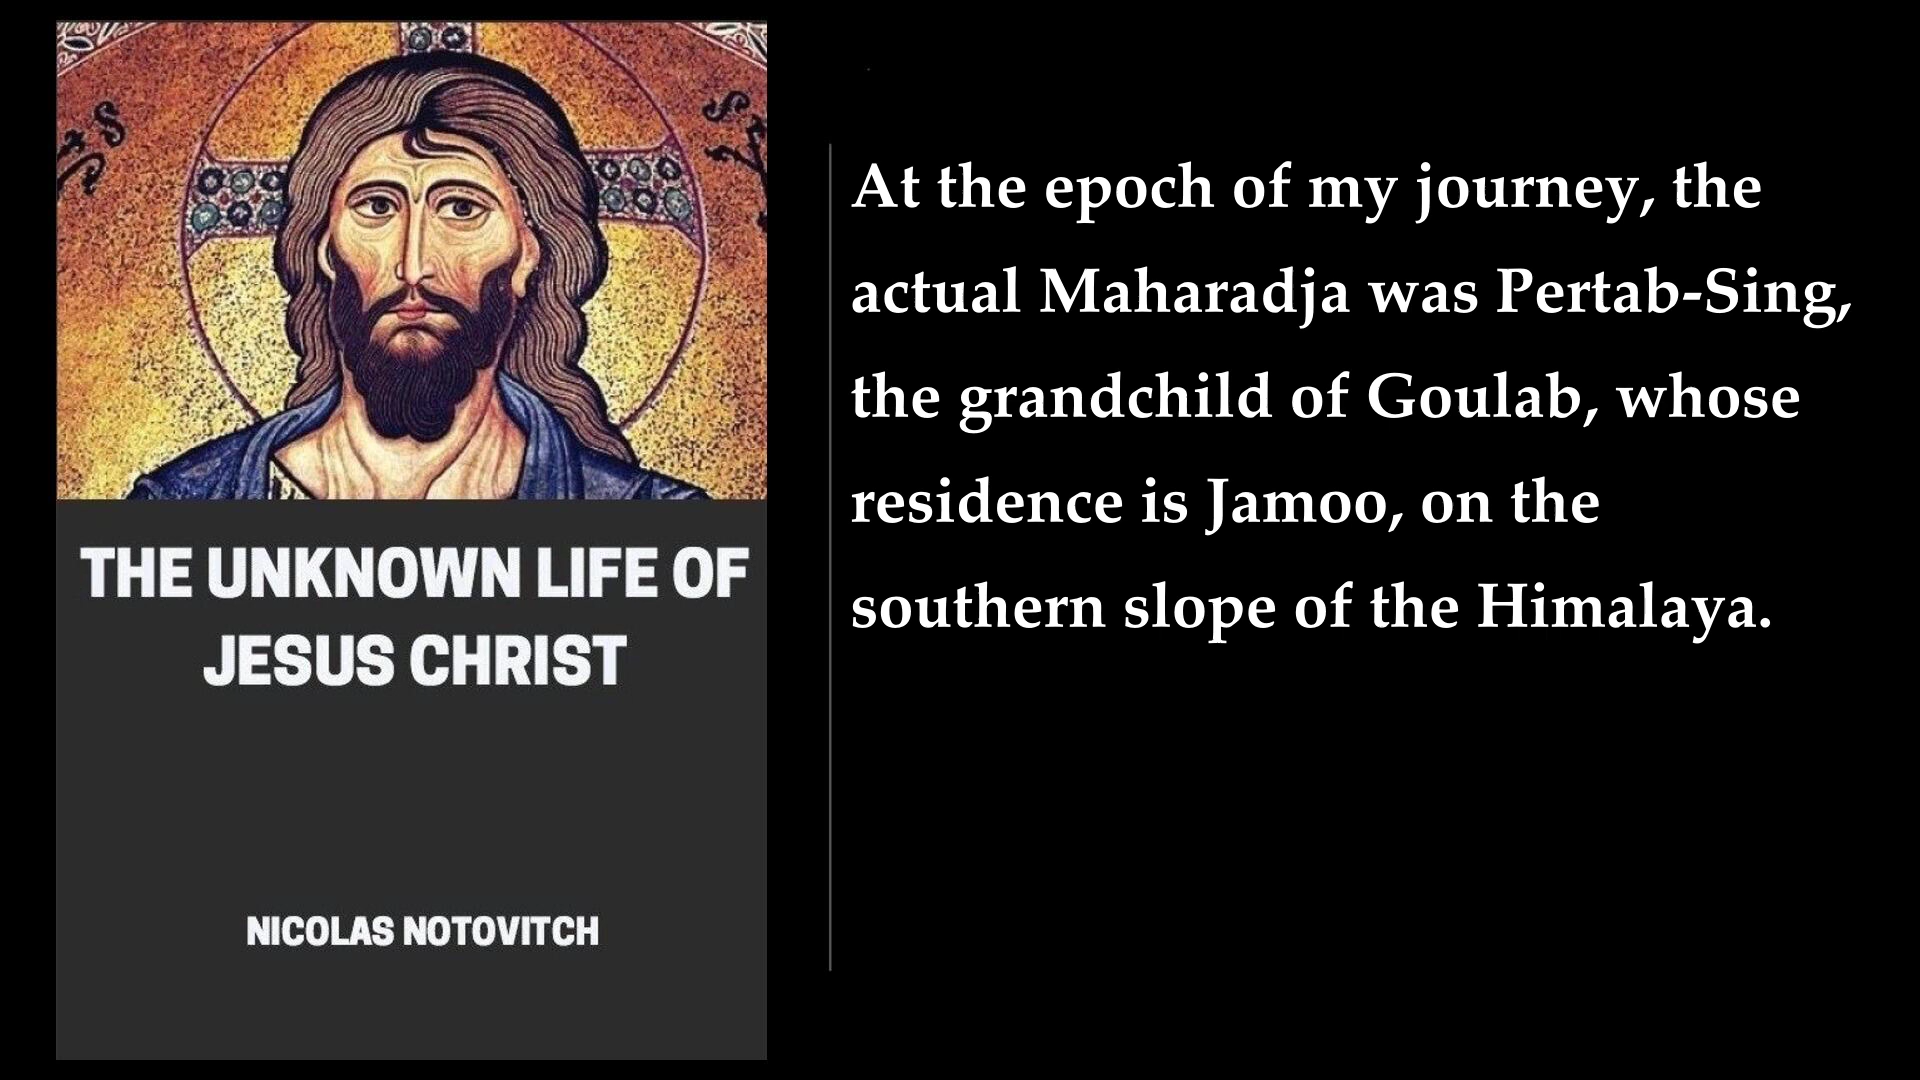 THE UNKNOWN LIFE OF
JESUS CHRIST
NICOLAS NOTOVITCH
At the epoch of my journey, the
actual Maharadja was Pertab-Sing,
the grandchild of Goulab, whose
residence is Jamoo, on the
southern slope of the Himalaya.